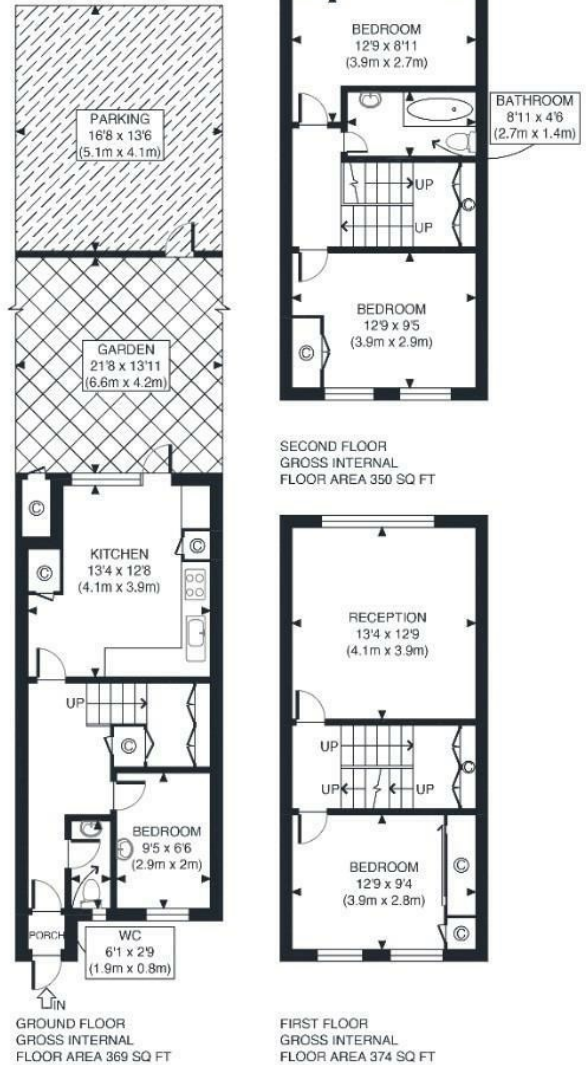 PARKING
16'8 x 13'6
(5.1m x 4.1m)
GARDEN
21'8 x 13'11
(6.6m x 4.2m)
C
C
C
KITCHEN
13'4 x 12'8
(4.1m x 3.9m)
UP
C
BEDROOM
9'5 x 6'6
(2.9m x 2m)
PORCH
WC
6'1 x 2'9
(1.9m x 0.8m)
IN
GROUND FLOOR
GROSS INTERNAL
FLOOR AREA 369 SQ FT
BEDROOM
12'9 x 8'11
(3.9m x 2.7m)
BATHROOM
8'11 x 4'6
(2.7m x 1.4m)
UP
C
UP
BEDROOM
12'9 x 9'5
(3.9m x 2.9m)
C
SECOND FLOOR
GROSS INTERNAL
FLOOR AREA 350 SQ FT
RECEPTION
13'4 x 12'9
(4.1m x 3.9m)
UP
C
UP UP
BEDROOM
12'9 x 9'4
(3.9m x 2.8m)
C
C
FIRST FLOOR
GROSS INTERNAL
FLOOR AREA 374 SQ FT